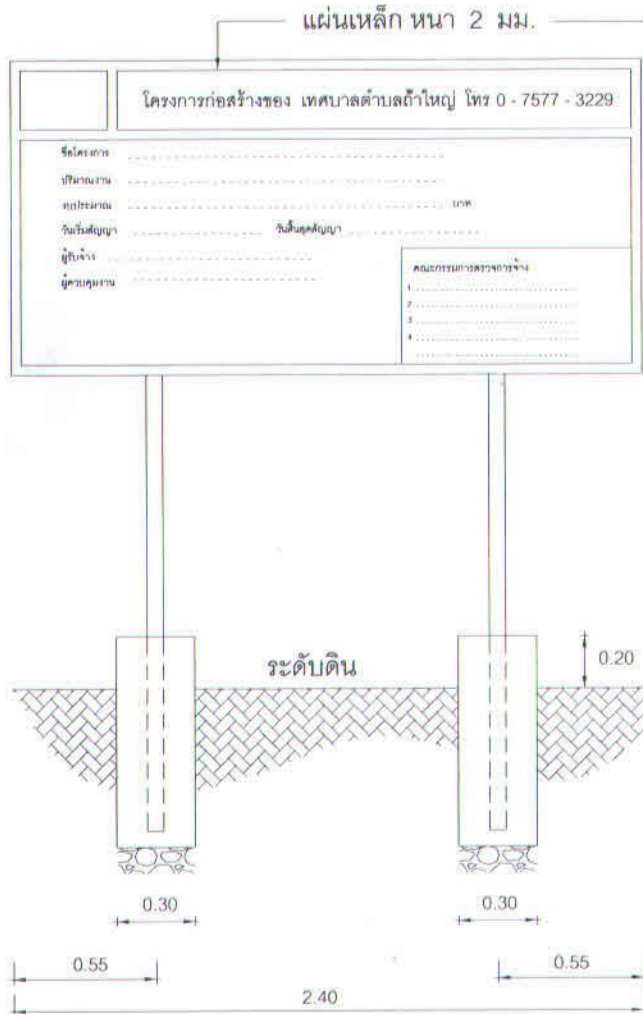 แผ่นเหล็ก หนา 2 มม.
โครงการก่อสร้างของ เทศบาลตำบลถ้ำใหญ่ โทร 0 - 7577 - 3229
ชื่อโครงการ
ปริมาณงาน
งบประมาณ บาท
วันเริ่มสัญญา วันสิ้นสุดสัญญา
ผู้รับจ้าง
ผู้ควบคุมงาน
คณะกรรมการตรวจการจ้าง
1
2
3
4
ระดับดิน
0.20
0.30 0.30
0.55 0.55
2.40